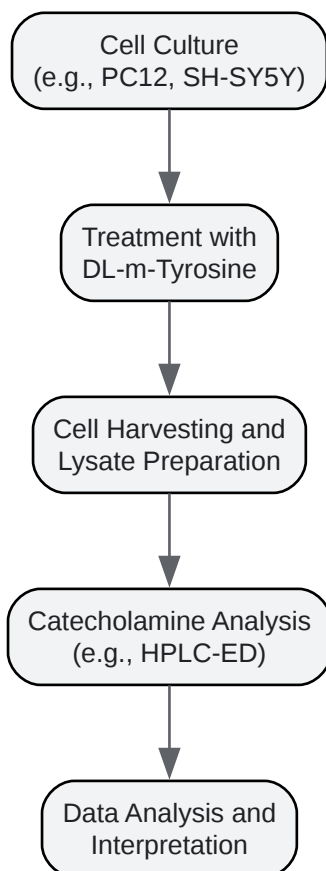 Cell Culture
(e.g., PC12, SH-SY5Y)
Treatment with
DL-m-Tyrosine
Cell Harvesting and
Lysate Preparation
Catecholamine Analysis
(e.g., HPLC-ED)
Data Analysis and
Interpretation